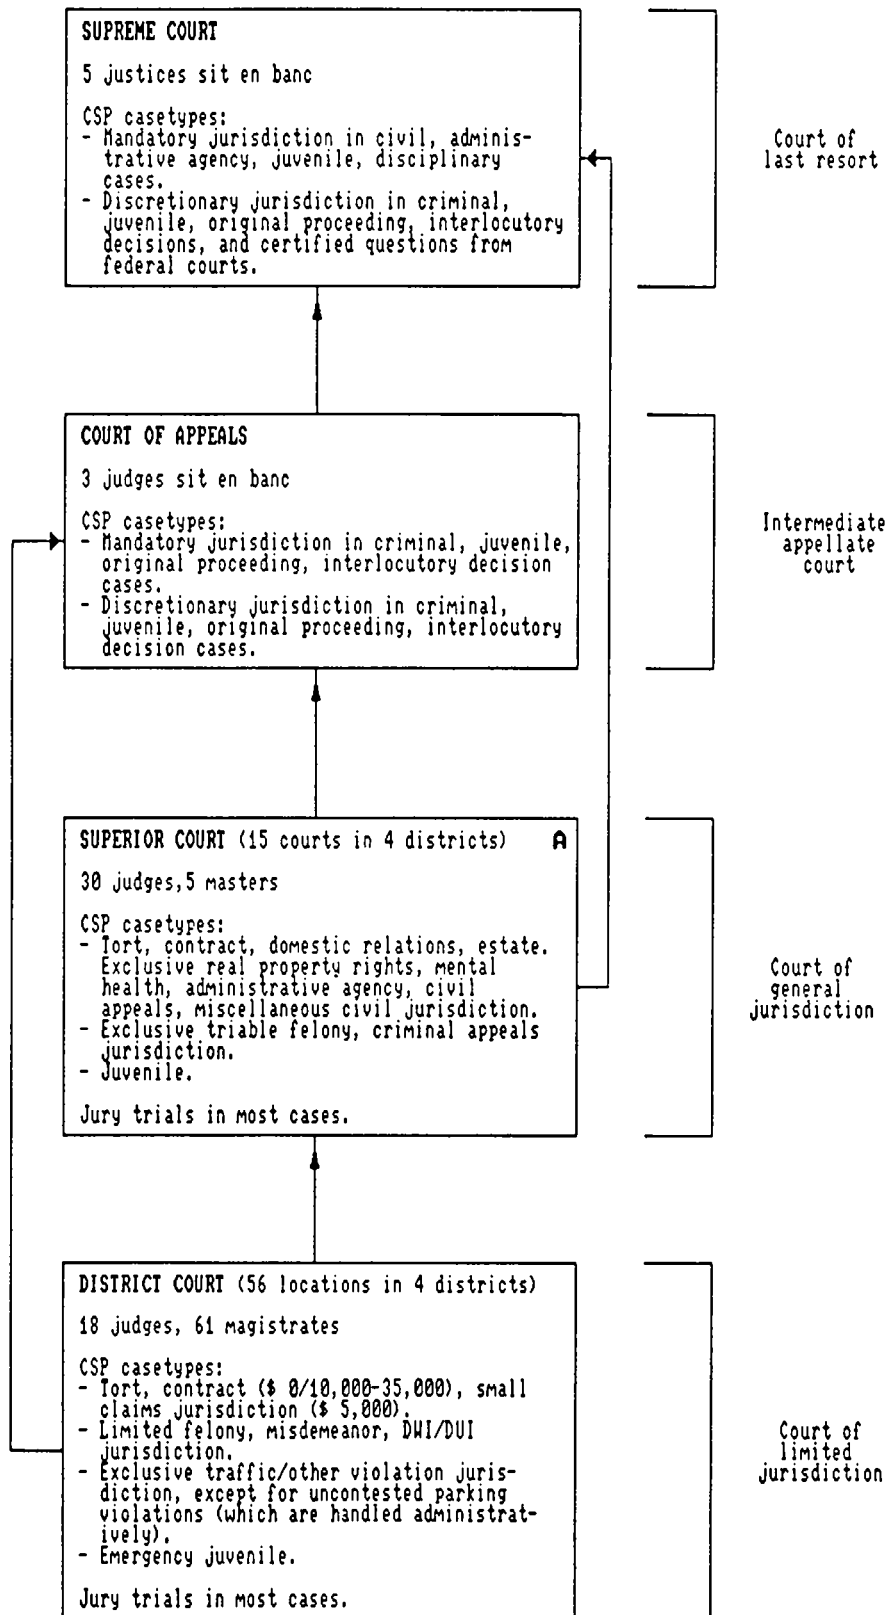 SUPREME COURT
5 justices sit en banc
CSP casetypes:
- Mandatory jurisdiction in civil, adminis-
trative agency, juvenile, disciplinary
cases.
- Discretionary jurisdiction in criminal,
juvenile, original proceeding, interlocutory
decisions, and certified questions from
federal courts.
Court of
last resort
COURT OF APPEALS
3 judges sit en banc
CSP casetypes:
- Mandatory jurisdiction in criminal, juvenile,
original proceeding, interlocutory decision
cases.
- Discretionary jurisdiction in criminal,
juvenile, original proceeding, interlocutory
decision cases.
Intermediate
appellate
court
SUPERIOR COURT (15 courts in 4 districts) A
30 judges,5 masters
CSP casetypes:
- Tort, contract, domestic relations, estate.
Exclusive real property rights, mental
health, administrative agency, civil
appeals, miscellaneous civil jurisdiction.
- Exclusive triable felony, criminal appeals
jurisdiction.
- Juvenile.
Jury trials in most cases.
Court of
general
jurisdiction
DISTRICT COURT (56 locations in 4 districts)
18 judges, 61 magistrates
CSP casetypes:
- Tort, contract ($ 0/10,000-35,000), small
claims jurisdiction ($ 5,000).
- Limited felony, misdemeanor, DWI/DUI
jurisdiction.
- Exclusive traffic/other violation juris-
diction, except for uncontested parking
violations (which are handled administrat-
ively).
- Emergency juvenile.
Jury trials in most cases.
Court of
limited
jurisdiction